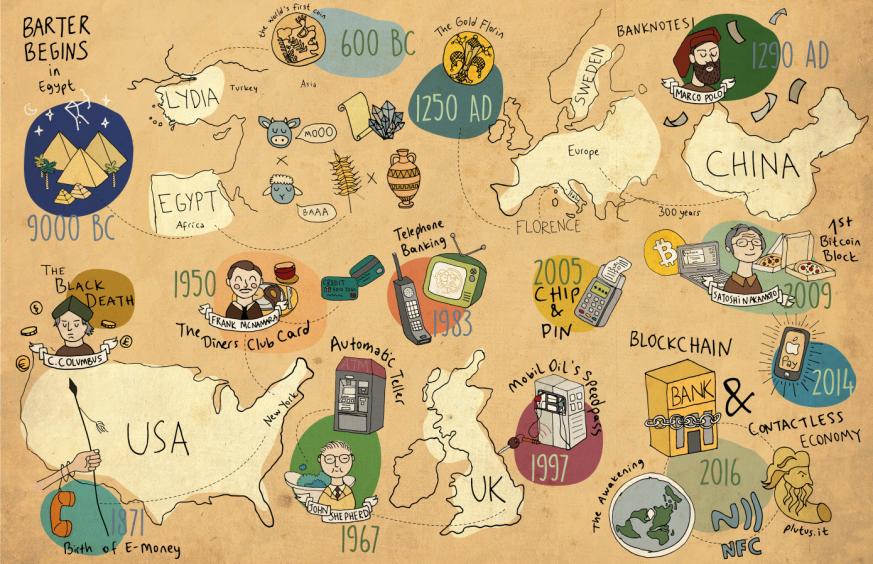 BARTER
BEGINS
in
Egypt
9000 BC
the world's first coin
600 BC
LYDIA
Turkey
Asia
MOOO
EGYPT
Africa
BAAA
x
x
The Gold Florin
1250 AD
SWEDEN
Europe
Italy
FLORENCE
BANKNOTES!
1290 AD
MARCO POLO
CHINA
300 years
THE
BLACK
DEATH
C. COLUMBUS
1950
FRANK MCNAMARA
The Diners Club Card
CREDIT
Telephone
Banking
1983
2005
CHIP
&
PIN
1st
Bitcoin
Block
SATOSHI NAKAMOTO
2009
USA
New York
1871
Birth of E-Money
Automatic Teller
ATM
JOHN SHEPHERD
1967
UK
Mobil Oil's Speedpass
1997
BLOCKCHAIN
BANK
&
Pay
2014
CONTACTLESS
ECONOMY
The Awakening
2016
NFC
plutus.it